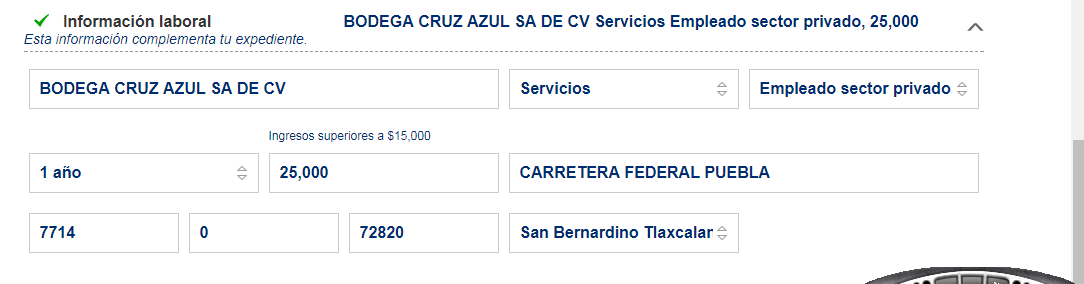 Información laboral
BODEGA CRUZ AZUL SA DE CV Servicios Empleado sector privado, 25,000
Esta información complementa tu expediente.
BODEGA CRUZ AZUL SA DE CV
Servicios
Empleado sector privado
Ingresos superiores a $15,000
1 año
25,000
CARRETERA FEDERAL PUEBLA
7714
0
72820
San Bernardino Tlaxcalar